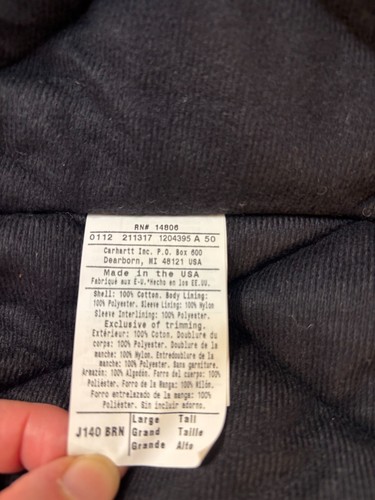 RN# 14806
0112 211317 1204395 A 50
Carhartt Inc. P.O. Box 600
Dearborn, MI 48121 USA
Made in the USA
Fabriqué aux É-U.*Hecho en los EE.UU.
Shell: 100% Cotton. Body Lining:
100% Polyester. Sleeve Lining: 100% Nylon
Sleeve Interlining: 100% Polyester.
Exclusive of trimming.
Extérieur: 100% Coton. Doublure du
corps: 100% Polyester. Doublure de la
manche: 100% Nylon. Entredoublure de la
manche: 100% Polyester. Sans garniture.
Armazón: 100% Algodón. Forro del cuerpo: 100%
Poliéster. Forro de la Manga: 100% Nilón.
Forro entrelazado de la manga: 100%
Poliéster. Sin incluir adorno.
J140 BRN
Large Tall
Grand Taille
Grande Alto